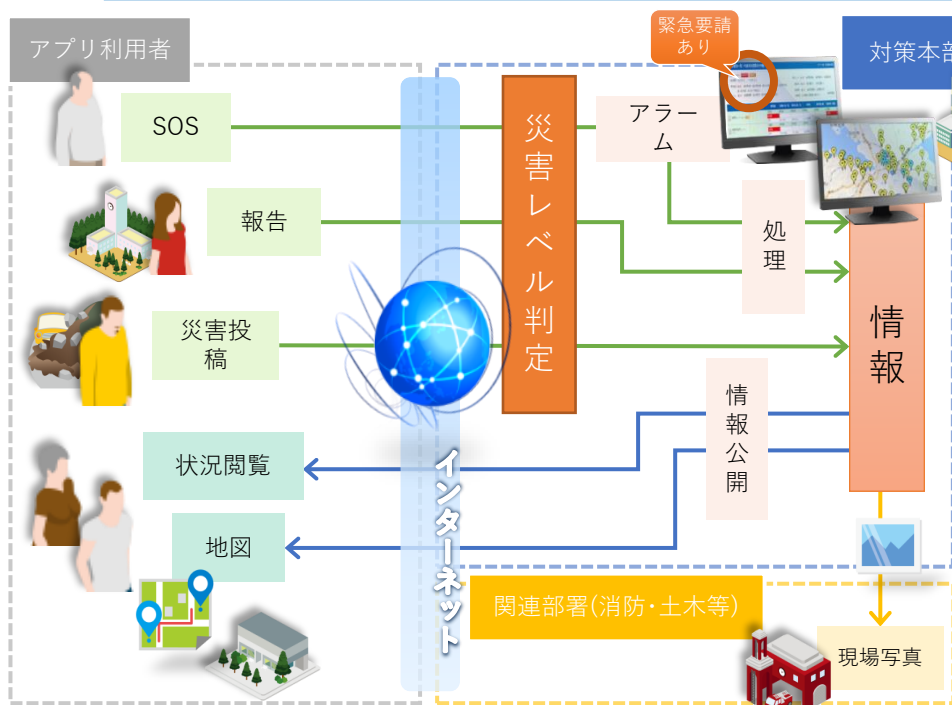 アプリ利用者
緊急要請
あり
対策本部
SOS
アラー
ム
災害レベル判定
報告
処理
災害投
稿
情報
情報公開
状況閲覧
地図
インターネット
関連部署(消防・土木等)
現場写真